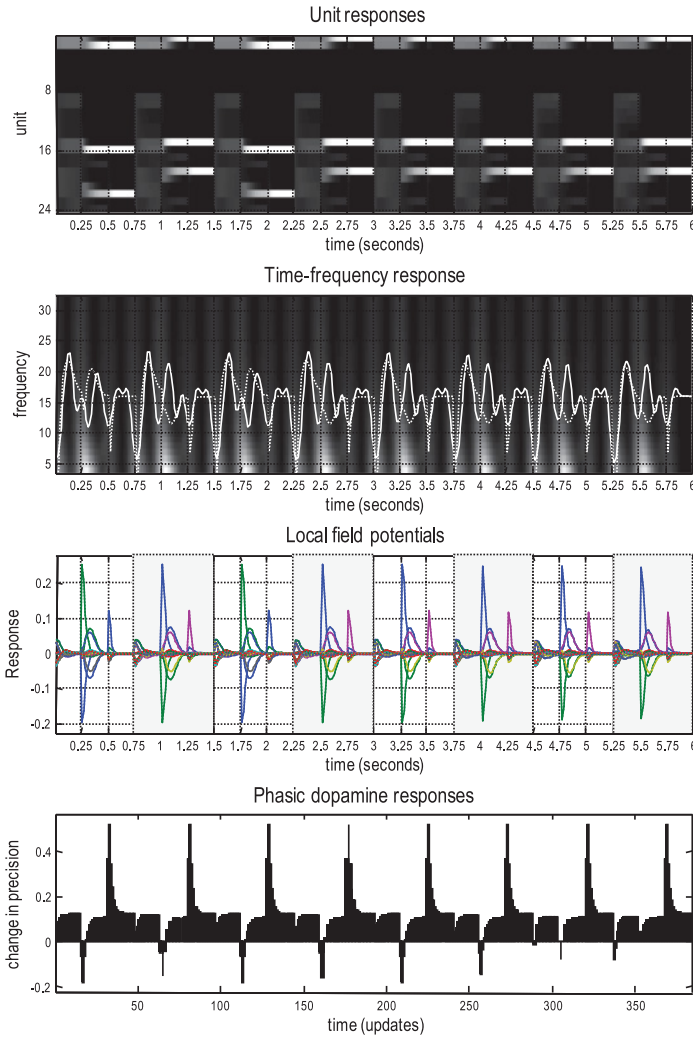 Unit responses
unit
8
16
24
0.25 0.5 0.75 1 1.25 1.5 1.75 2 2.25 2.5 2.75 3 3.25 3.5 3.75 4 4.25 4.5 4.75 5 5.25 5.5 5.75 6
time (seconds)
Time-frequency response
frequency
30
25
20
15
10
5
0.25 0.5 0.75 1 1.25 1.5 1.75 2 2.25 2.5 2.75 3 3.25 3.5 3.75 4 4.25 4.5 4.75 5 5.25 5.5 5.75 6
time (seconds)
Local field potentials
Response
0.2
0.1
0
-0.1
-0.2
0.25 0.5 0.75 1 1.25 1.5 1.75 2 2.25 2.5 2.75 3 3.25 3.5 3.75 4 4.25 4.5 4.75 5 5.25 5.5 5.75 6
time (seconds)
Phasic dopamine responses
change in precision
0.4
0.2
0
-0.2
50 100 150 200 250 300 350
time (updates)